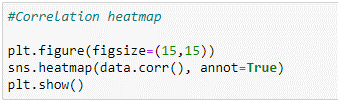 #Correlation heatmap
plt.figure(figsize=(15,15))
sns.heatmap(data.corr(), annot=True)
plt.show()